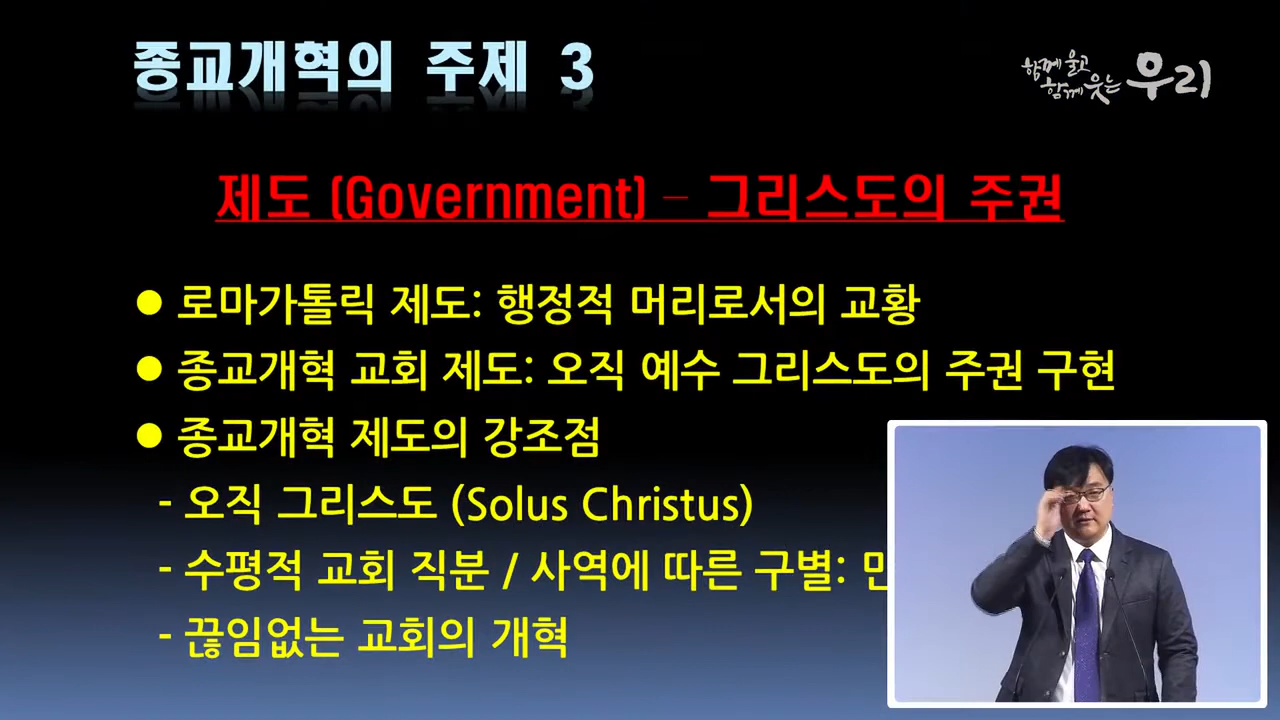 종교개혁의 주제 3
함께 울고
함께 웃는 우리
제도 (Government) – 그리스도의 주권
● 로마가톨릭 제도: 행정적 머리로서의 교황
● 종교개혁 교회 제도: 오직 예수 그리스도의 주권 구현
● 종교개혁 제도의 강조점
- 오직 그리스도 (Solus Christus)
- 수평적 교회 직분 / 사역에 따른 구별:
- 끊임없는 교회의 개혁